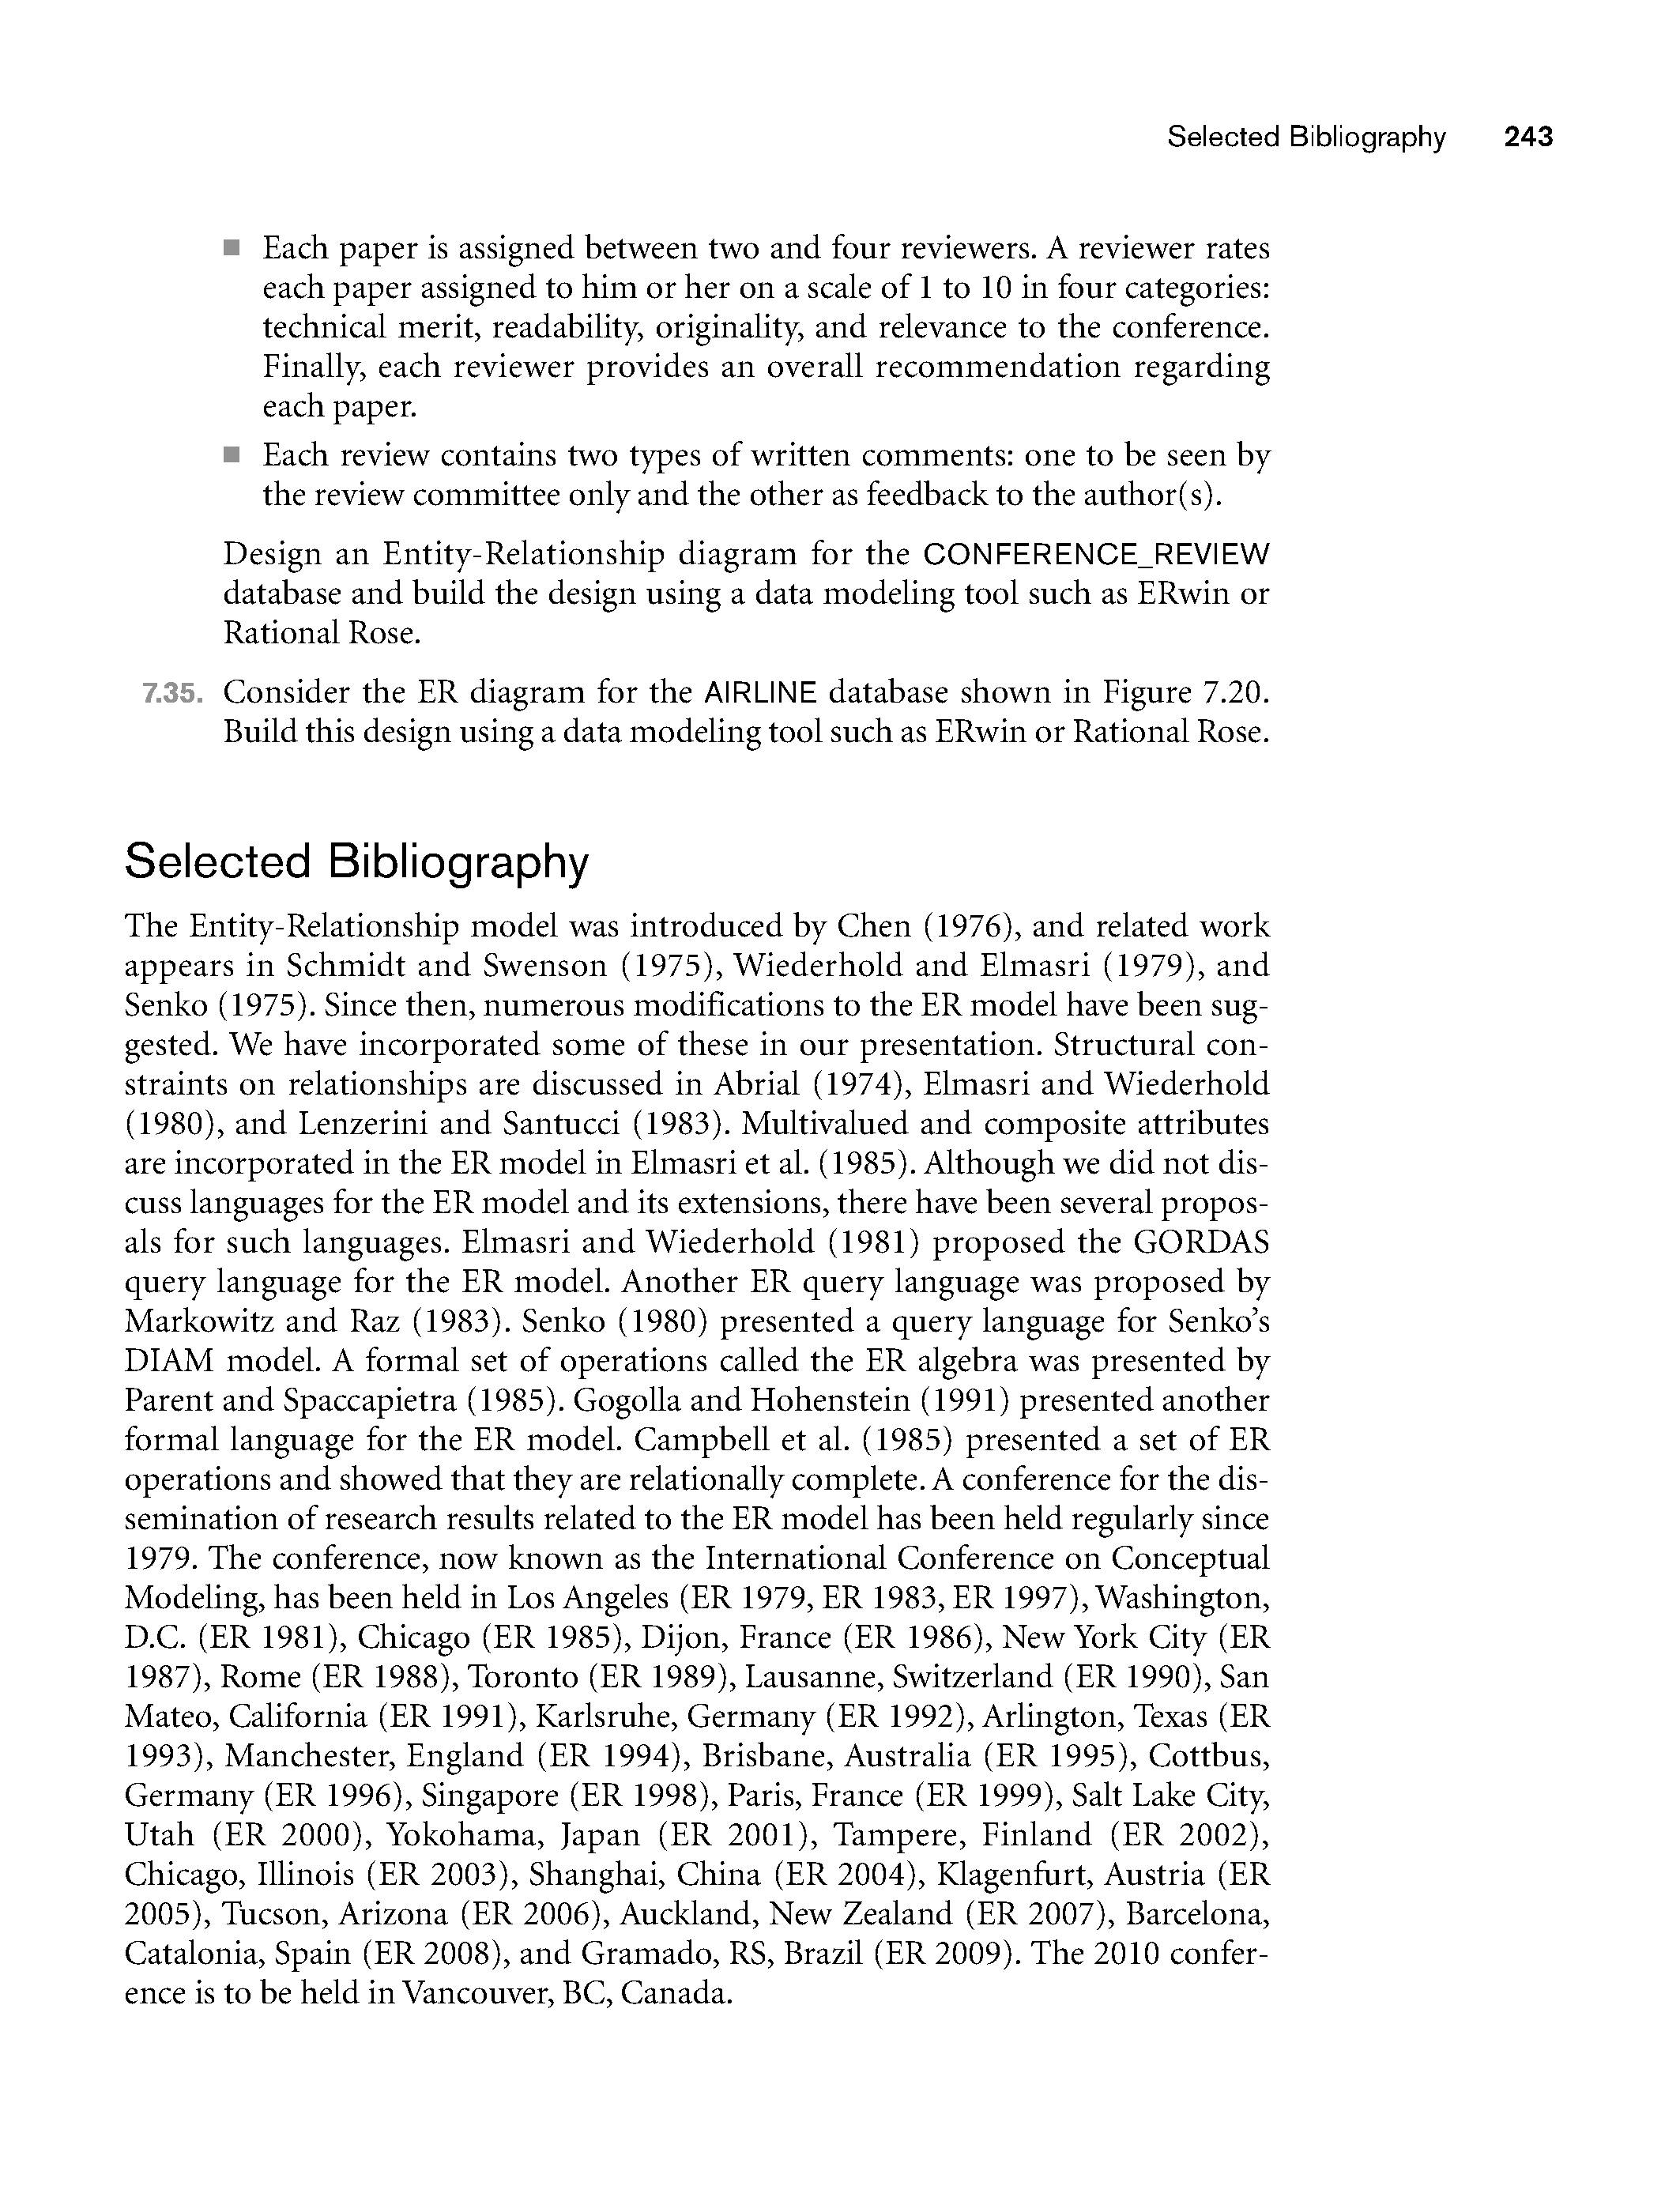 Selected Bibliography 243
■ Each paper is assigned between two and four reviewers. A reviewer rates
each paper assigned to him or her on a scale of 1 to 10 in four categories:
technical merit, readability, originality, and relevance to the conference.
Finally, each reviewer provides an overall recommendation regarding
each paper.
■ Each review contains two types of written comments: one to be seen by
the review committee only and the other as feedback to the author(s).
Design an Entity-Relationship diagram for the CONFERENCE_REVIEW
database and build the design using a data modeling tool such as ERwin or
Rational Rose.
7.35. Consider the ER diagram for the AIRLINE database shown in Figure 7.20.
Build this design using a data modeling tool such as ERwin or Rational Rose.
Selected Bibliography
The Entity-Relationship model was introduced by Chen (1976), and related work
appears in Schmidt and Swenson (1975), Wiederhold and Elmasri (1979), and
Senko (1975). Since then, numerous modifications to the ER model have been sug-
gested. We have incorporated some of these in our presentation. Structural con-
straints on relationships are discussed in Abrial (1974), Elmasri and Wiederhold
(1980), and Lenzerini and Santucci (1983). Multivalued and composite attributes
are incorporated in the ER model in Elmasri et al. (1985). Although we did not dis-
cuss languages for the ER model and its extensions, there have been several propos-
als for such languages. Elmasri and Wiederhold (1981) proposed the GORDAS
query language for the ER model. Another ER query language was proposed by
Markowitz and Raz (1983). Senko (1980) presented a query language for Senko’s
DIAM model. A formal set of operations called the ER algebra was presented by
Parent and Spaccapietra (1985). Gogolla and Hohenstein (1991) presented another
formal language for the ER model. Campbell et al. (1985) presented a set of ER
operations and showed that they are relationally complete. A conference for the dis-
semination of research results related to the ER model has been held regularly since
1979. The conference, now known as the International Conference on Conceptual
Modeling, has been held in Los Angeles (ER 1979, ER 1983, ER 1997), Washington,
D.C. (ER 1981), Chicago (ER 1985), Dijon, France (ER 1986), New York City (ER
1987), Rome (ER 1988), Toronto (ER 1989), Lausanne, Switzerland (ER 1990), San
Mateo, California (ER 1991), Karlsruhe, Germany (ER 1992), Arlington, Texas (ER
1993), Manchester, England (ER 1994), Brisbane, Australia (ER 1995), Cottbus,
Germany (ER 1996), Singapore (ER 1998), Paris, France (ER 1999), Salt Lake City,
Utah (ER 2000), Yokohama, Japan (ER 2001), Tampere, Finland (ER 2002),
Chicago, Illinois (ER 2003), Shanghai, China (ER 2004), Klagenfurt, Austria (ER
2005), Tucson, Arizona (ER 2006), Auckland, New Zealand (ER 2007), Barcelona,
Catalonia, Spain (ER 2008), and Gramado, RS, Brazil (ER 2009). The 2010 confer-
ence is to be held in Vancouver, BC, Canada.